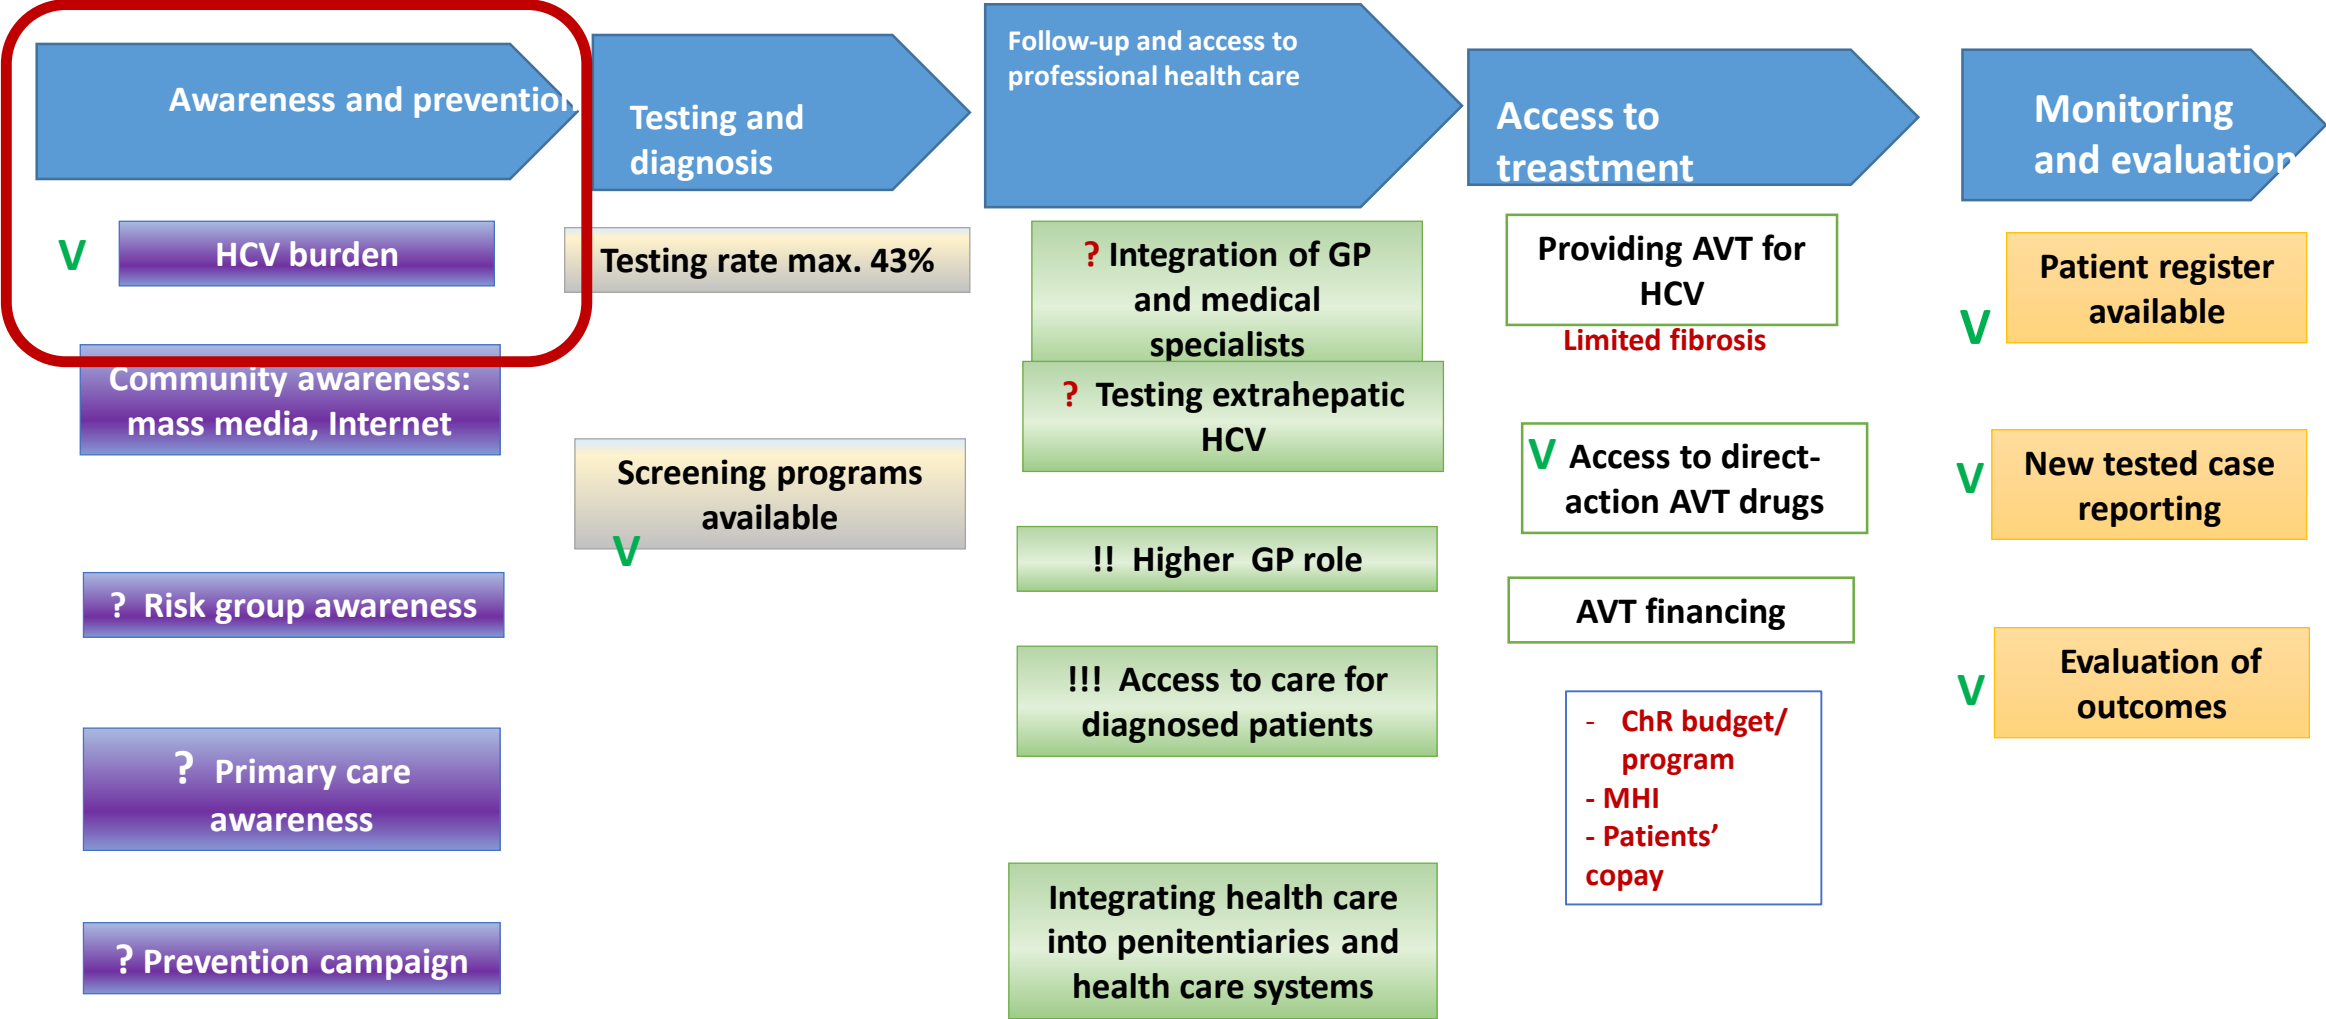 Awareness and prevention
Testing and
diagnosis
Follow-up and access to
professional health care
Access to
treastment
Monitoring
and evaluation
V
HCV burden
Community awareness:
mass media, Internet
? Risk group awareness
? Primary care
awareness
? Prevention campaign
Testing rate max. 43%
Screening programs
available
V
? Integration of GP
and medical
specialists
? Testing extrahepatic
HCV
!! Higher GP role
!!! Access to care for
diagnosed patients
Integrating health care
into penitentiaries and
health care systems
Providing AVT for
HCV
Limited fibrosis
V Access to direct-
action AVT drugs
AVT financing
- ChR budget/
program
- MHI
- Patients’
copay
Patient register
available
V
New tested case
reporting
V
Evaluation of
outcomes
V